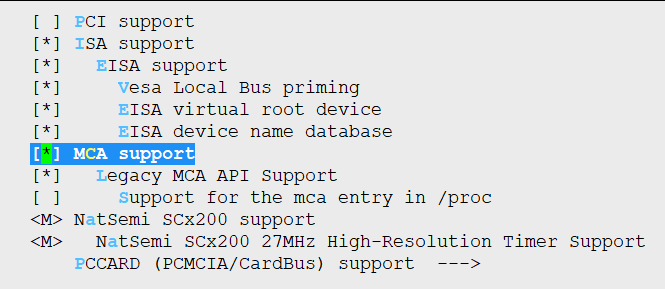 [ ] PCI support
[*] ISA support
[*] EISA support
[*] Vesa Local Bus priming
[*] EISA virtual root device
[*] EISA device name database
[*] MCA support
[*] Legacy MCA API Support
[ ] Support for the mca entry in /proc
<M> NatSemi SCx200 support
<M> NatSemi SCx200 27MHz High-Resolution Timer Support
PCCARD (PCMCIA/CardBus) support --->